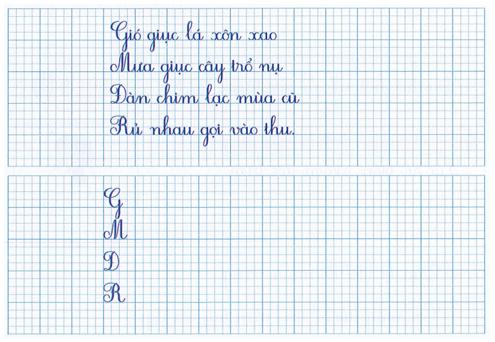 Gió giục lá xôn xao
Mưa giục cây trổ nụ
Đàn chim lạc mùa cũ
Rủ nhau gọi vào thu.
G
M
Đ
R